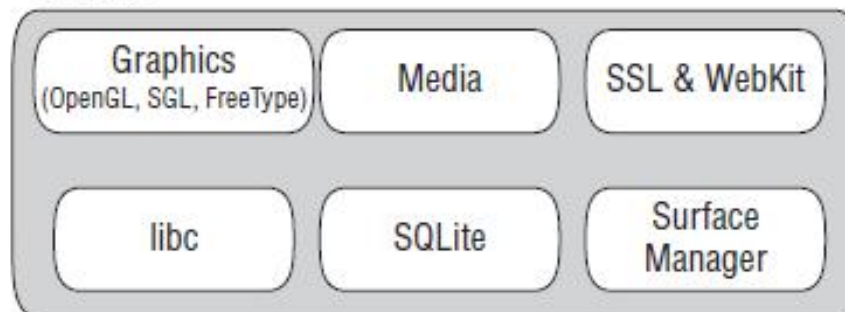 Graphics
(OpenGL, SGL, FreeType)
Media
SSL & WebKit
libc
SQLite
Surface
Manager